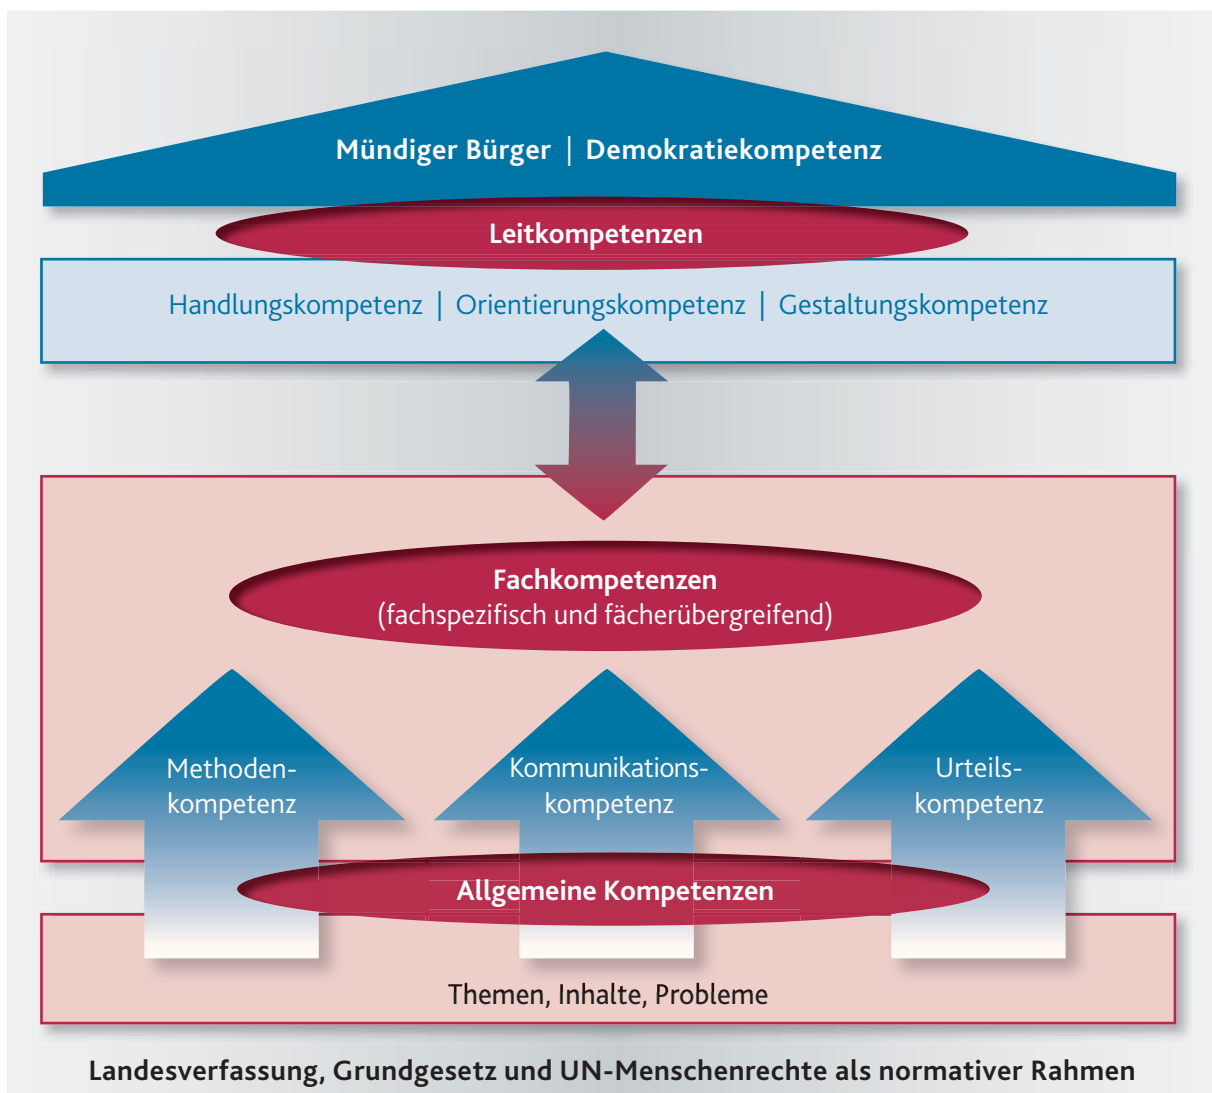 Mündiger Bürger | Demokratiekompetenz
Leitkompetenzen
Handlungskompetenz | Orientierungskompetenz | Gestaltungskompetenz
Fachkompetenzen
(fachspezifisch und fächerübergreifend)
Methoden-
kompetenz
Kommunikations-
kompetenz
Urteils-
kompetenz
Allgemeine Kompetenzen
Themen, Inhalte, Probleme
Landesverfassung, Grundgesetz und UN-Menschenrechte als normativer Rahmen